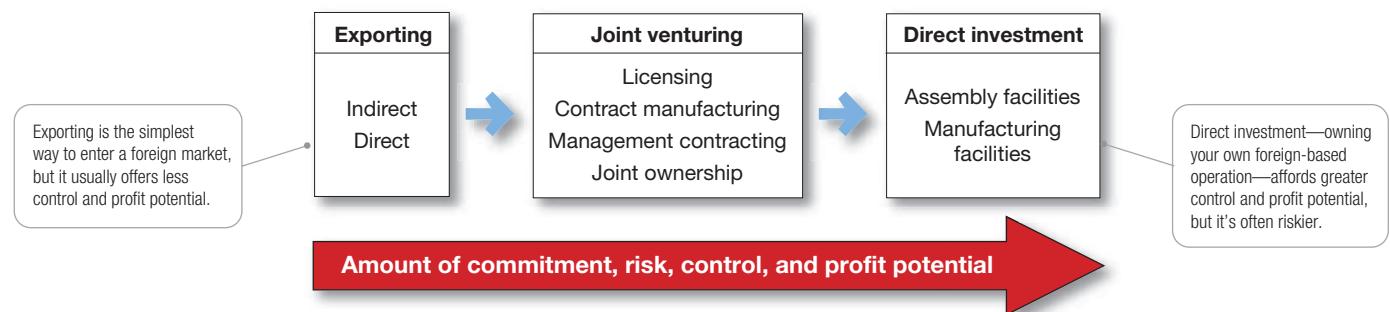 Exporting
Indirect
Direct
Joint venturing
Licensing
Contract manufacturing
Management contracting
Joint ownership
Direct investment
Assembly facilities
Manufacturing
facilities
Exporting is the simplest
way to enter a foreign market,
but it usually offers less
control and profit potential.
Direct investment—owning
your own foreign-based
operation—affords greater
control and profit potential,
but it's often riskier.
Amount of commitment, risk, control, and profit potential